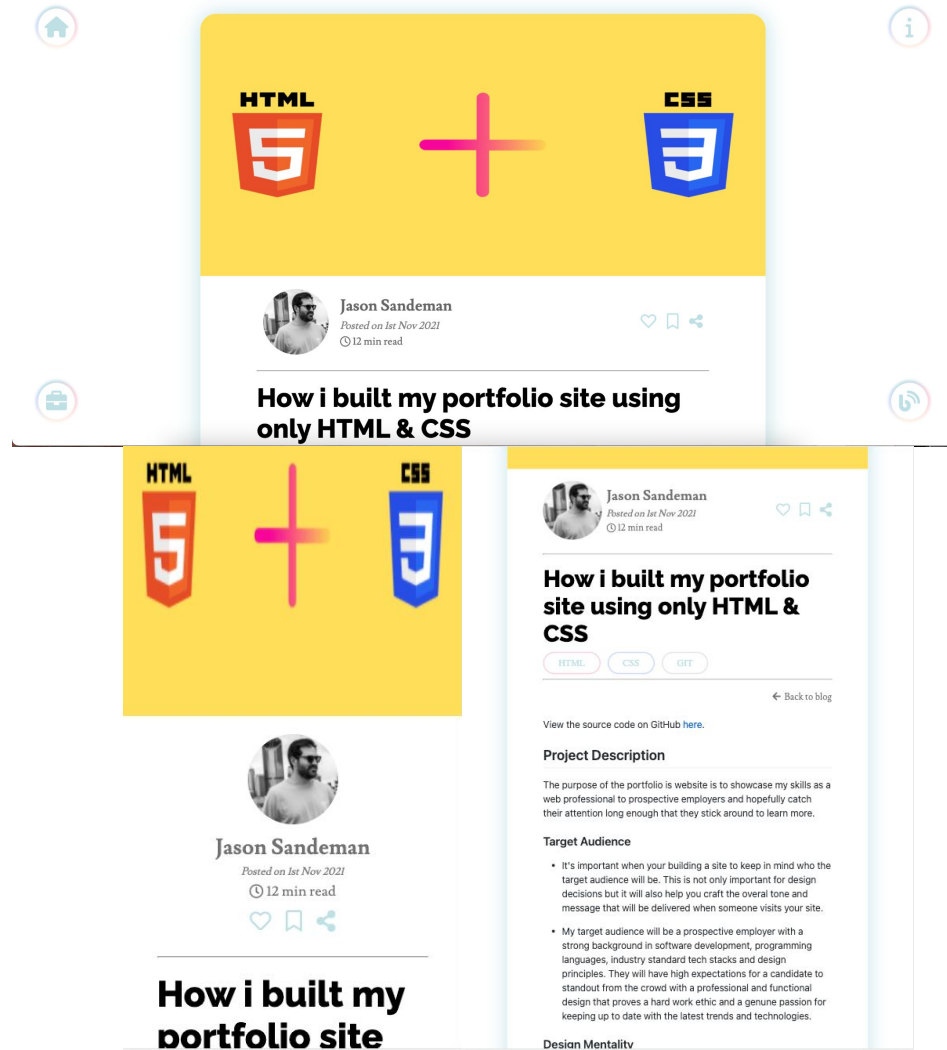 HTML
CSS
5
3
Jason Sandeman
Posted on 1st Nov 2021
12 min read
How i built my portfolio site using
only HTML & CSS
HTML
CSS
5
3
Jason Sandeman
Posted on 1st Nov 2021
12 min read
How i built my
portfolio site
Jason Sandeman
Posted on 1st Nov 2021
12 min read
How i built my portfolio
site using only HTML &
CSS
HTML
CSS
GIT
Back to blog
View the source code on GitHub here.
Project Description
The purpose of the portfolio is website is to showcase my skills as a
web professional to prospective employers and hopefully catch
their attention long enough that they stick around to learn more.
Target Audience
It's important when your building a site to keep in mind who the
target audience will be. This is not only important for design
decisions but it will also help you craft the overal tone and
message that will be delivered when someone visits your site.
My target audience will be a prospective employer with a
strong background in software development, programming
languages, industry standard tech stacks and design
principles. They will have high expectations for a candidate to
standout from the crowd with a professional and functional
design that proves a hard work ethic and a genune passion for
keeping up to date with the latest trends and technologies.
Design Mentality